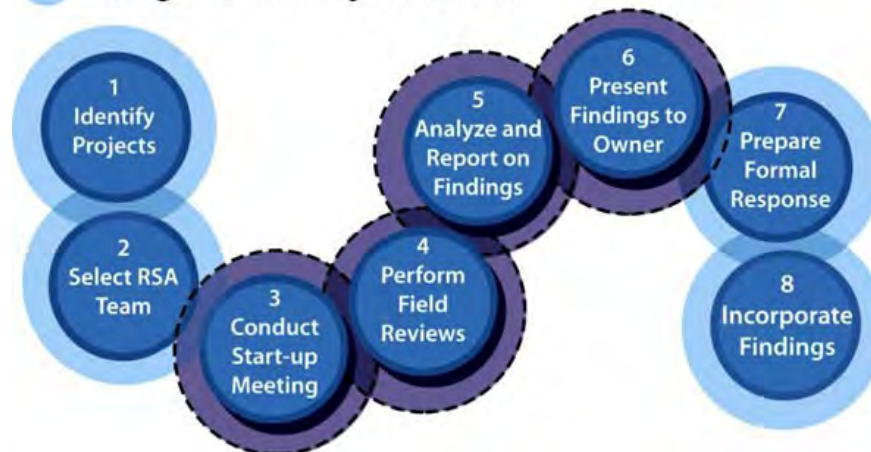 1
Identify
Projects
2
Select RSA
Team
3
Conduct
Start-up
Meeting
4
Perform
Field
Reviews
5
Analyze and
Report on
Findings
6
Present
Findings to
Owner
7
Prepare
Formal
Response
8
Incorporate
Findings